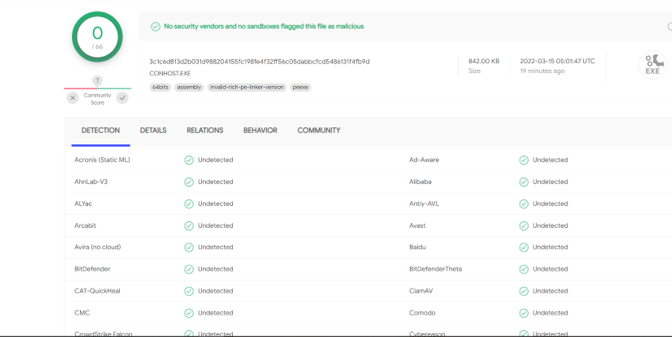 0
/ 66
No security vendors and no sandboxes flagged this file as malicious
3c1c6d813d2b031d9882041551fc198fe4f32ff56c05dabbcfcd5486131f4fb9d
CONHOST.EXE
64bits assembly invalid-rich-pe-linker-version peexe
842.00 KB
Size
2022-03-15 05:01:47 UTC
19 minutes ago
EXE
?
Community
Score
DETECTION DETAILS RELATIONS BEHAVIOR COMMUNITY
Acronis (Static ML) Undetected Ad-Aware Undetected
AhnLab-V3 Undetected Alibaba Undetected
ALYac Undetected Antiy-AVL Undetected
Arcabit Undetected Avast Undetected
Avira (no cloud) Undetected Baidu Undetected
BitDefender Undetected BitDefenderTheta Undetected
CAT-QuickHeal Undetected ClamAV Undetected
CMC Undetected Comodo Undetected
CrowdStrike Falcon Undetected Cybereason Undetected